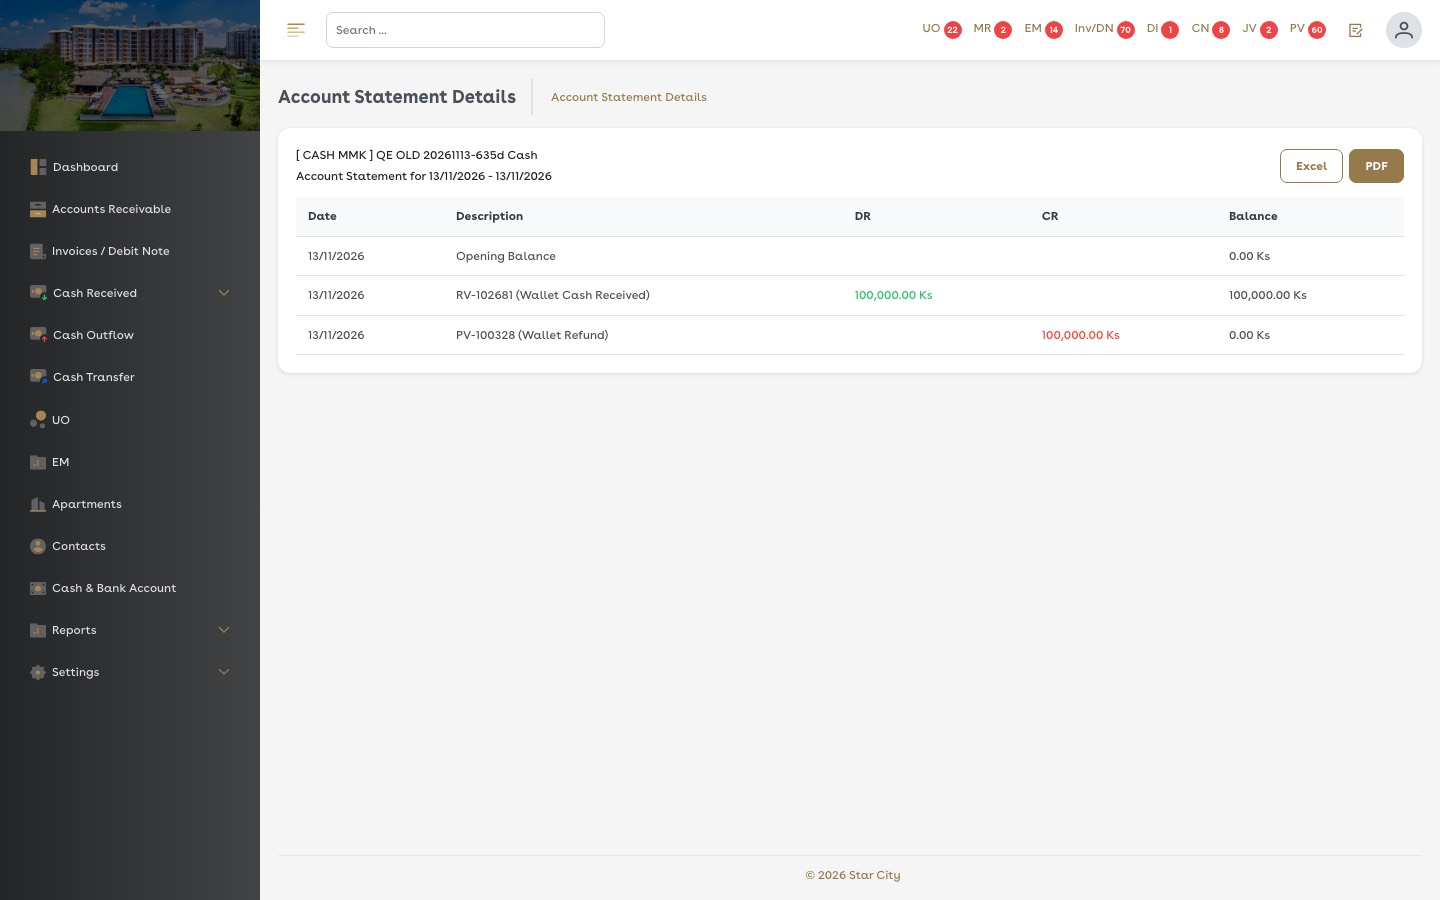 Search ...
UO 22 MR 2 EM 14 Inv/DN 70 DI 1 CN 8 JV 2 PV 60
Dashboard
Accounts Receivable
Invoices / Debit Note
Cash Received
Cash Outflow
Cash Transfer
UO
EM
Apartments
Contacts
Cash & Bank Account
Reports
Settings
Account Statement Details
Account Statement Details
[ CASH MMK ] QE OLD 20261113-635d Cash
Account Statement for 13/11/2026 - 13/11/2026
Excel
PDF
Date Description DR CR Balance
13/11/2026 Opening Balance 0.00 Ks
13/11/2026 RV-102681 (Wallet Cash Received) 100,000.00 Ks 100,000.00 Ks
13/11/2026 PV-100328 (Wallet Refund) 100,000.00 Ks 0.00 Ks
© 2026 Star City